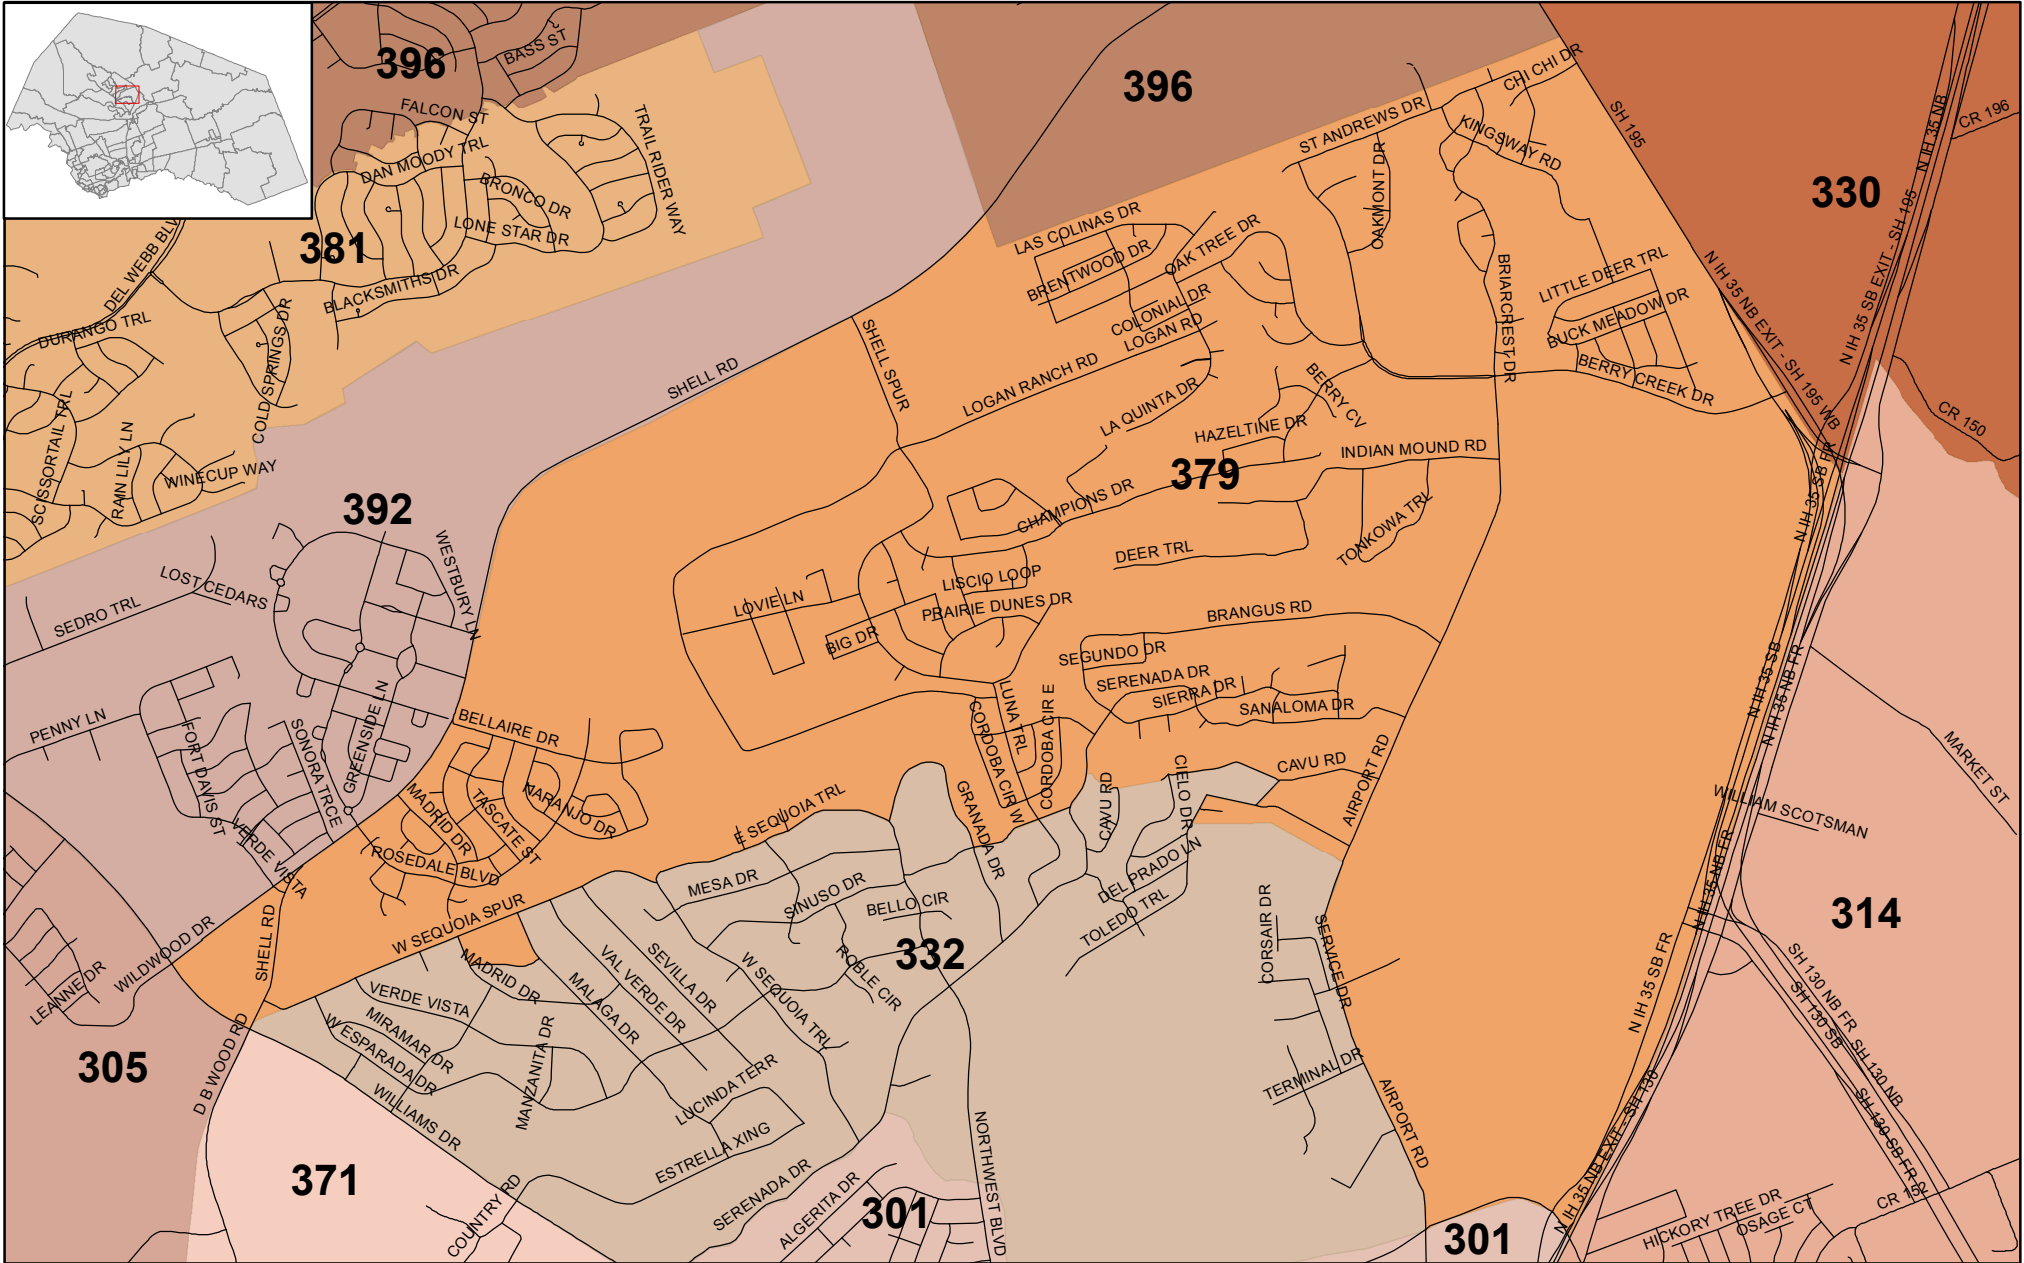 396
BASS ST
FALCON ST
DAN MOODY TRL
TRAIL RIDER WAY
BRONCO DR
LONE STAR DR
381
DEL WEBB BLV
BLACKSMITHS DR
DURANGO TRL
COLD SPRINGS DR
SCISSORTAIL TRL
RAIN LILY LN
WINECUP WAY
396
ST ANDREWS DR
CHI CHI DR
KINGSWAY RD
OAKMONT DR
SH 195
330
N IH 35 NB
CR 196
LAS COLINAS DR
BRENTWOOD DR
OAK TREE DR
COLONIAL DR
LOGAN RD
BRIARCREST DR
LITTLE DEER TRL
BUCK MEADOW DR
BERRY CREEK DR
N IH 35 NB EXIT - SH 195 WB
N IH 35 SB EXIT - SH 195
CR 150
SHELL RD
SHELL SPUR
LOGAN RANCH RD
LA QUINTA DR
BERRY CV
HAZELTINE DR
INDIAN MOUND RD
379
CHAMPIONS DR
TONKOWA TRL
DEER TRL
N IH 35 SB FR
392
WESTBURY LN
LOST CEDARS
SEDRO TRL
LISCIO LOOP
LOVIE LN
PRAIRIE DUNES DR
BIG DR
BRANGUS RD
SEGUNDO DR
SERENADA DR
SIERRA DR
SANALOMA DR
N IH 35 SB
N IH 35 NB FR
PENNY LN
FORT DAVIS ST
SONORA TRCE
GREENSIDE LN
BELLAIRE DR
LUNA TRL
CORDOBA CIR W
CORDOBA CIR E
CAVU RD
CIELO DR
CAVU RD
AIRPORT RD
MARKET ST
WILLIAM SCOTSMAN
MADRID DR
TASCATE ST
NARANJO DR
VERDE VISTA
ROSEDALE BLVD
E SEQUOIA TRL
GRANADA DR
N IH 35 NB FR
MESA DR
SINUSO DR
BELLO CIR
DEL PRADO LN
TOLEDO TRL
CORSAIR DR
SERVICE DR
314
WILDWOOD DR
LEANNE DR
SHELL RD
W SEQUOIA SPUR
332
ROBLE CIR
W SEQUOIA TRL
SEVILLA DR
VAL VERDE DR
MALAGA DR
MADRID DR
VERDE VISTA
MIRAMAR DR
W ESPARADA DR
WILLIAMS DR
MANZANITA DR
305
D B WOOD RD
LUCINDA TERR
ESTRELLA XING
TERMINAL DR
AIRPORT RD
N IH 35 SB FR
SH 130 NB FR
SH 130 SB
SH 130 NB
SH 130 SB FR
N IH 35 NB EXIT - SH 130
371
COUNTRY RD
SERENADA DR
ALGERITA DR
301
NORTHWEST BLVD
301
HICKORY TREE DR
OSAGE CT
CR 152